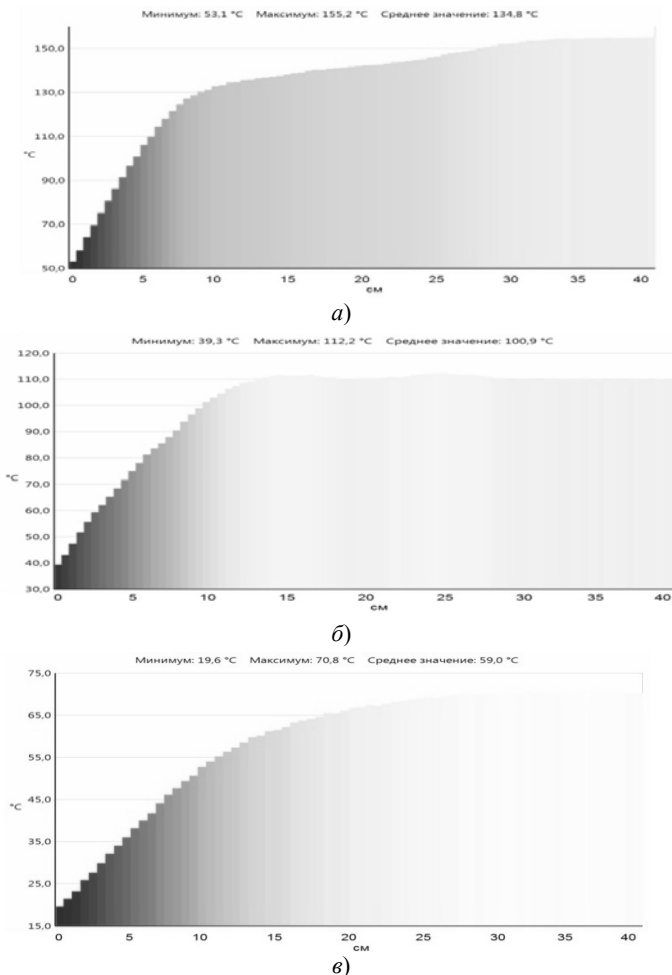 Минимум: 53,1 °C Максимум: 155,2 °C Среднее значение: 134,8 °C
150,0
130,0
110,0
°C
90,0
70,0
50,0
0 5 10 15 20 25 30 35 40
см
а)
Минимум: 39,3 °C Максимум: 112,2 °C Среднее значение: 100,9 °C
120,0
110,0
100,0
90,0
80,0
°C
70,0
60,0
50,0
40,0
30,0
0 5 10 15 20 25 30 35 40
см
б)
Минимум: 19,6 °C Максимум: 70,8 °C Среднее значение: 59,0 °C
75,0
65,0
55,0
45,0
°C
35,0
25,0
15,0
0 5 10 15 20 25 30 35 40
см
в)